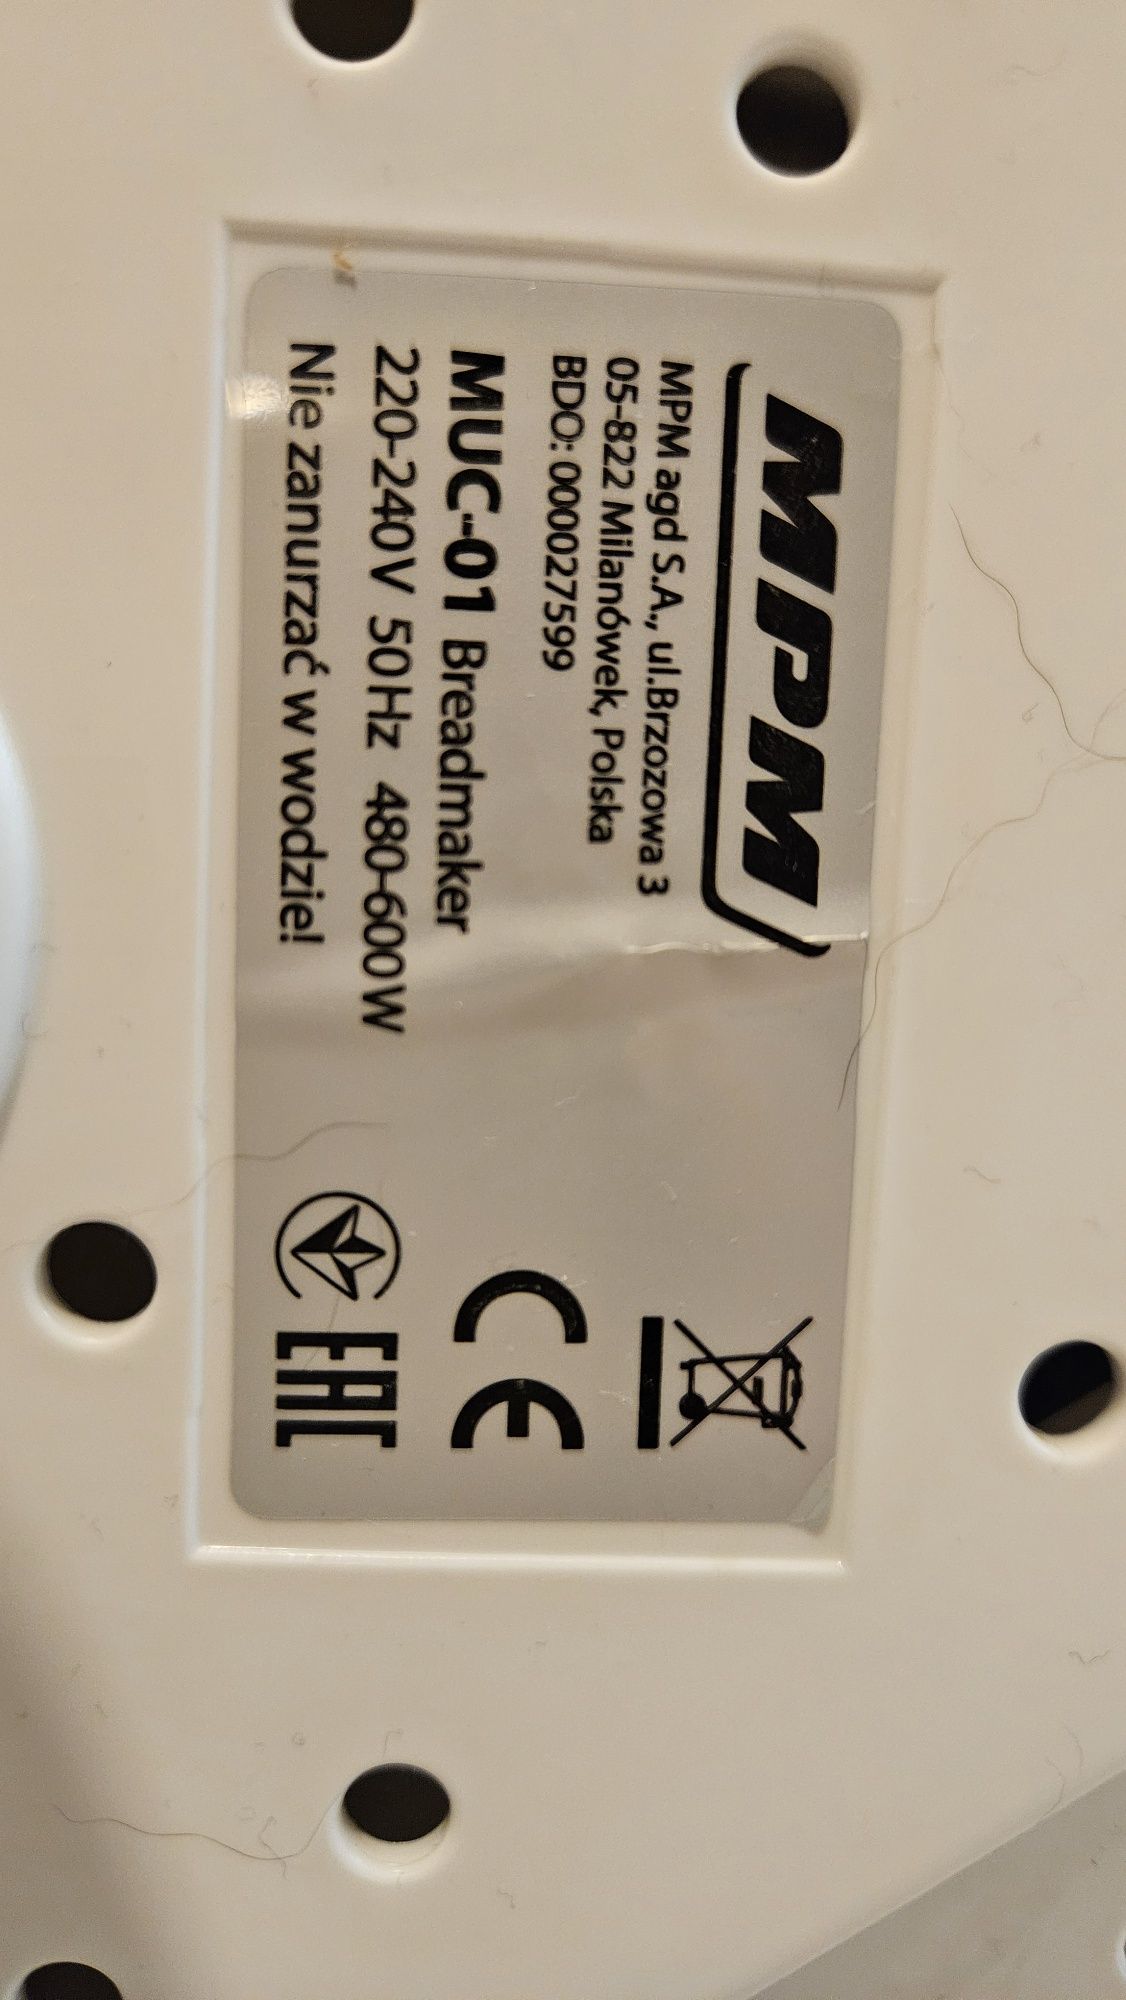 MPM
MPM agd S.A., ul.Brzozowa 3
05-822 Milanówek, Polska
BDO: 000027599
MUC-01 Breadmaker
220-240V 50Hz 480-600W
Nie zanurzać w wodzie!
CE
EAC